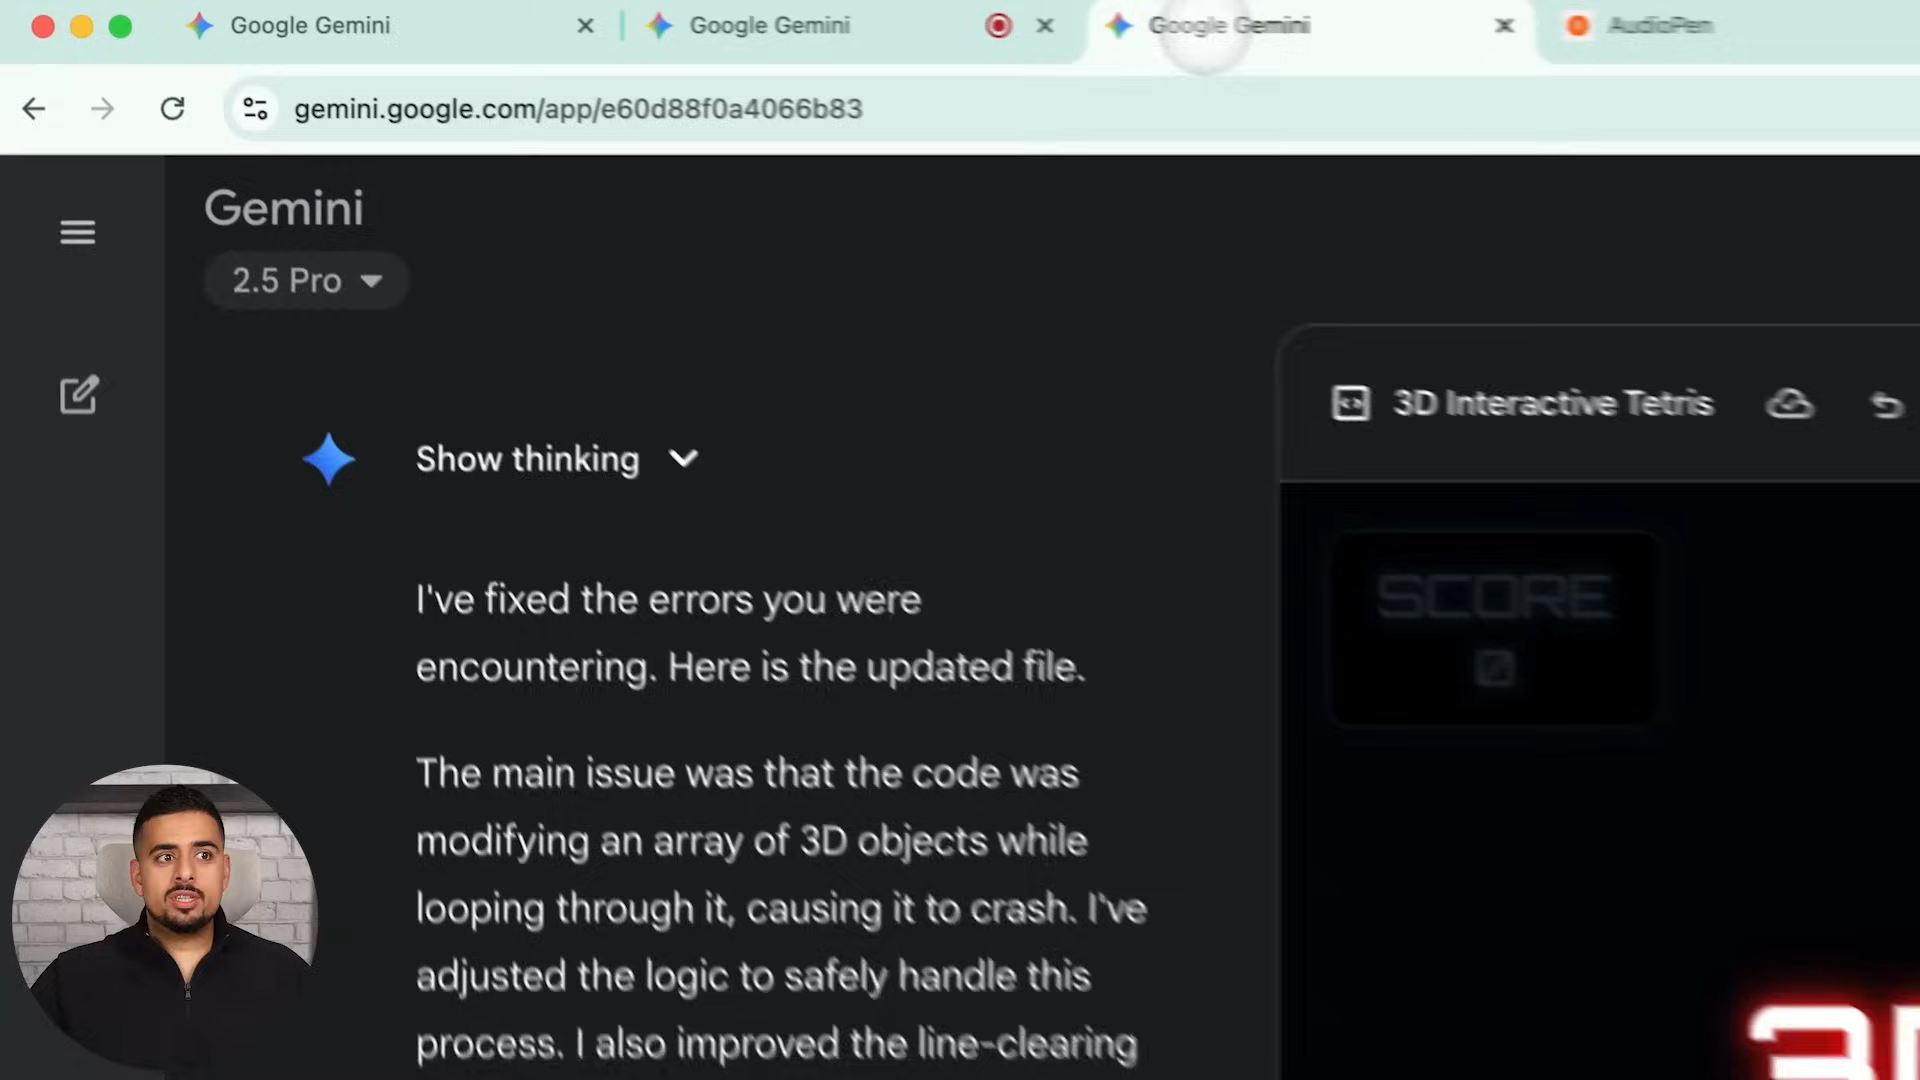 Google Gemini
Google Gemini
Google Gemini
AudioPen
gemini.google.com/app/e60d88f0a4066b83
Gemini
2.5 Pro
3D Interactive Tetris
Show thinking
SCORE
0
I've fixed the errors you were
encountering. Here is the updated file.
The main issue was that the code was
modifying an array of 3D objects while
looping through it, causing it to crash. I've
adjusted the logic to safely handle this
process. I also improved the line-clearing